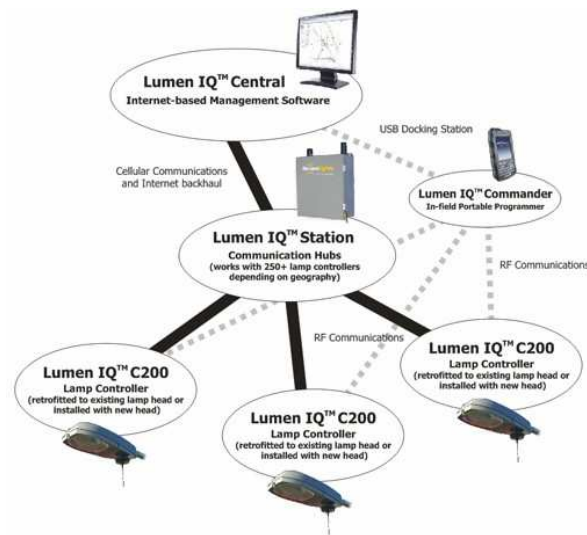 Lumen IQ™ Central
Internet-based Management Software
USB Docking Station
Cellular Communications
and Internet backhaul
Lumen IQ™ Commander
In-field Portable Programmer
Lumen IQ™ Station
Communication Hubs
(works with 250+ lamp controllers
depending on geography)
RF Communications
RF Communications
Lumen IQ™ C200
Lamp Controller
(retrofitted to existing lamp head or
installed with new head)
Lumen IQ™ C200
Lamp Controller
(retrofitted to existing lamp head or
installed with new head)
Lumen IQ™ C200
Lamp Controller
(retrofitted to existing lamp head or
installed with new head)